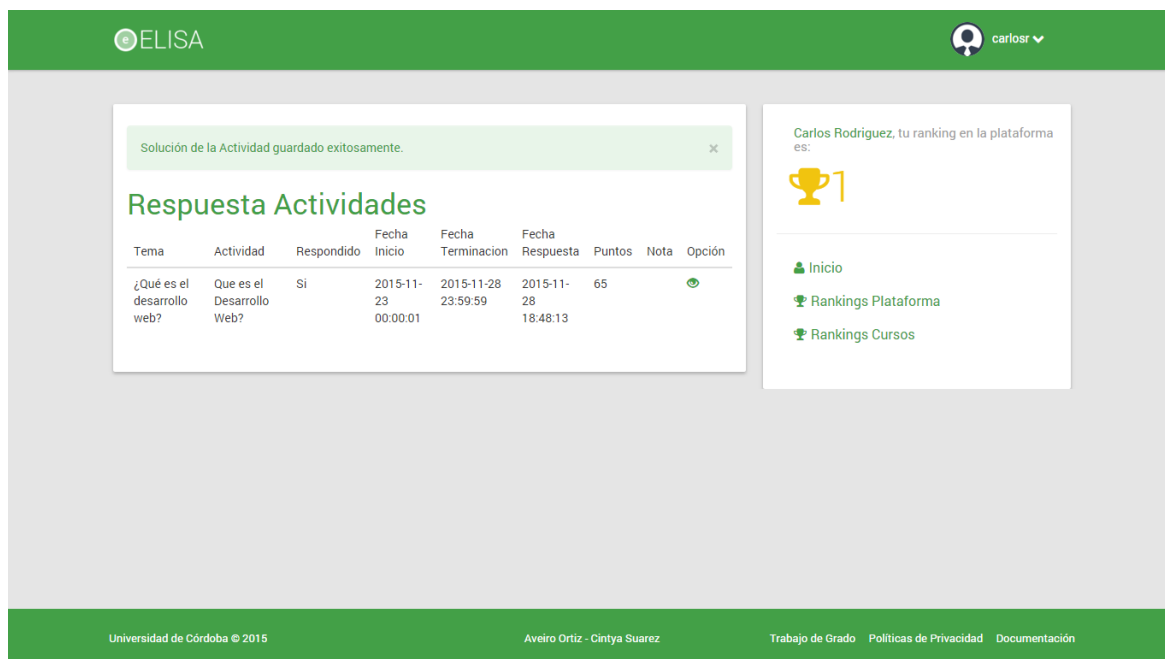 e ELISA
carlosr
Solución de la Actividad guardado exitosamente.
×
Respuesta Actividades
Tema Actividad Respondido Fecha Inicio Fecha Terminacion Fecha Respuesta Puntos Nota Opción
¿Qué es el desarrollo web? Que es el Desarrollo Web? Si 2015-11-23 00:00:01 2015-11-28 23:59:59 2015-11-28 18:48:13 65
Carlos Rodriguez, tu ranking en la plataforma
es:
1
Inicio
Rankings Plataforma
Rankings Cursos
Universidad de Córdoba © 2015
Aveiro Ortiz - Cintya Suarez
Trabajo de Grado Políticas de Privacidad Documentación